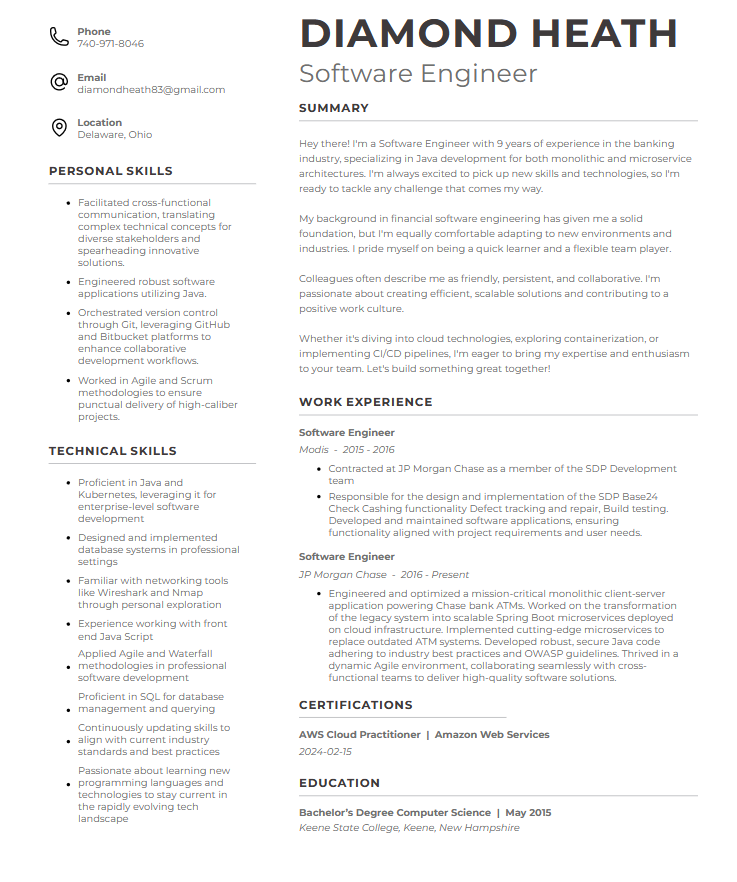 Phone
740-971-8046
Email
diamondheath83@gmail.com
Location
Delaware, Ohio
PERSONAL SKILLS
• Facilitated cross-functional
communication, translating
complex technical concepts for
diverse stakeholders and
spearheading innovative
solutions.
• Engineered robust software
applications utilizing Java.
• Orchestrated version control
through Git, leveraging GitHub
and Bitbucket platforms to
enhance collaborative
development workflows.
• Worked in Agile and Scrum
methodologies to ensure
punctual delivery of high-caliber
projects.
TECHNICAL SKILLS
• Proficient in Java and
Kubernetes, leveraging it for
enterprise-level software
development
• Designed and implemented
database systems in professional
settings
• Familiar with networking tools
like Wireshark and Nmap
through personal exploration
• Experience working with front
end Java Script
• Applied Agile and Waterfall
methodologies in professional
software development
• Proficient in SQL for database
management and querying
• Continuously updating skills to
align with current industry
standards and best practices
• Passionate about learning new
programming languages and
technologies to stay current in
the rapidly evolving tech
landscape
DIAMOND HEATH
Software Engineer
SUMMARY
Hey there! I'm a Software Engineer with 9 years of experience in the banking
industry, specializing in Java development for both monolithic and microservice
architectures. I'm always excited to pick up new skills and technologies, so I'm
ready to tackle any challenge that comes my way.
My background in financial software engineering has given me a solid
foundation, but I'm equally comfortable adapting to new environments and
industries. I pride myself on being a quick learner and a flexible team player.
Colleagues often describe me as friendly, persistent, and collaborative. I'm
passionate about creating efficient, scalable solutions and contributing to a
positive work culture.
Whether it's diving into cloud technologies, exploring containerization, or
implementing CI/CD pipelines, I'm eager to bring my expertise and enthusiasm
to your team. Let's build something great together!
WORK EXPERIENCE
Software Engineer
Modis - 2015 - 2016
• Contracted at JP Morgan Chase as a member of the SDP Development
team
• Responsible for the design and implementation of the SDP Base24
Check Cashing functionality Defect tracking and repair, Build testing.
Developed and maintained software applications, ensuring
functionality aligned with project requirements and user needs.
Software Engineer
JP Morgan Chase - 2016 - Present
• Engineered and optimized a mission-critical monolithic client-server
application powering Chase bank ATMs. Worked on the transformation
of the legacy system into scalable Spring Boot microservices deployed
on cloud infrastructure. Implemented cutting-edge microservices to
replace outdated ATM systems. Developed robust, secure Java code
adhering to industry best practices and OWASP guidelines. Thrived in a
dynamic Agile environment, collaborating seamlessly with cross-
functional teams to deliver high-quality software solutions.
CERTIFICATIONS
AWS Cloud Practitioner | Amazon Web Services
2024-02-15
EDUCATION
Bachelor’s Degree Computer Science | May 2015
Keene State College, Keene, New Hampshire